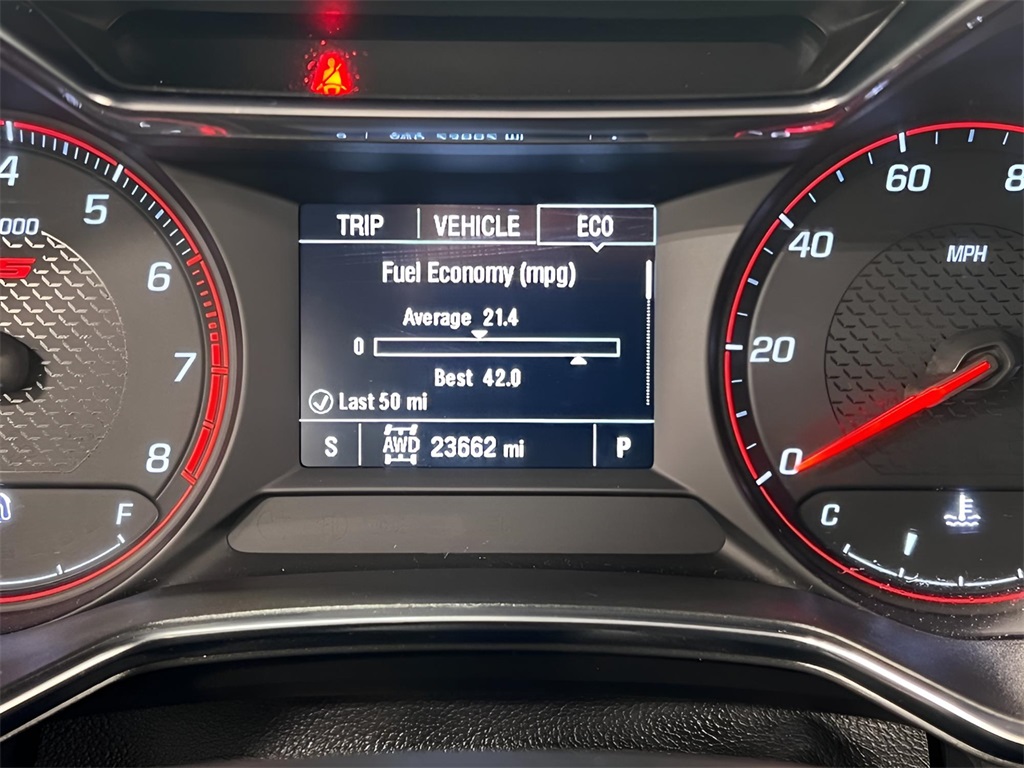 TRIP VEHICLE ECO
Fuel Economy (mpg)
Average 21.4
0
Best 42.0
Last 50 mi
S AWD 23662 mi P
4
5
6
7
8
F
0
20
40
60
MPH
C